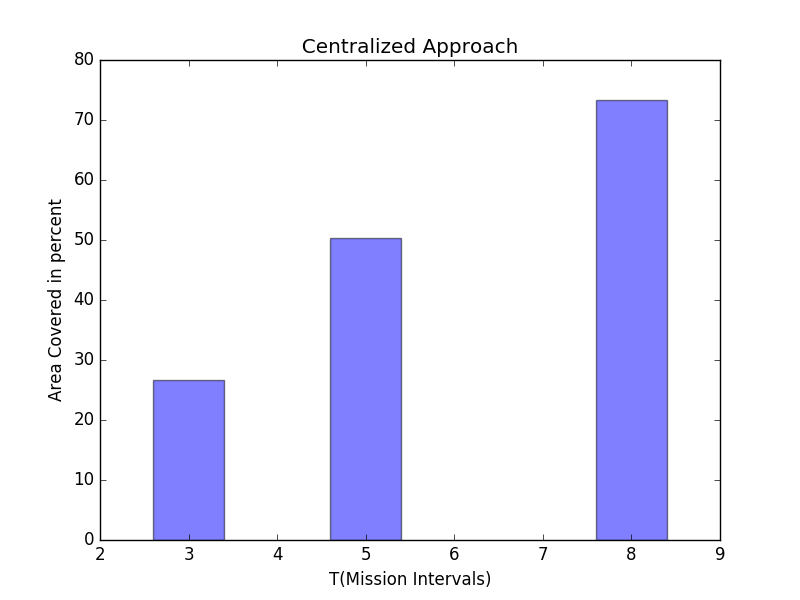 Centralized Approach
80
70
60
50
40
30
20
10
0
Area Covered in percent
2 3 4 5 6 7 8 9
T(Mission Intervals)